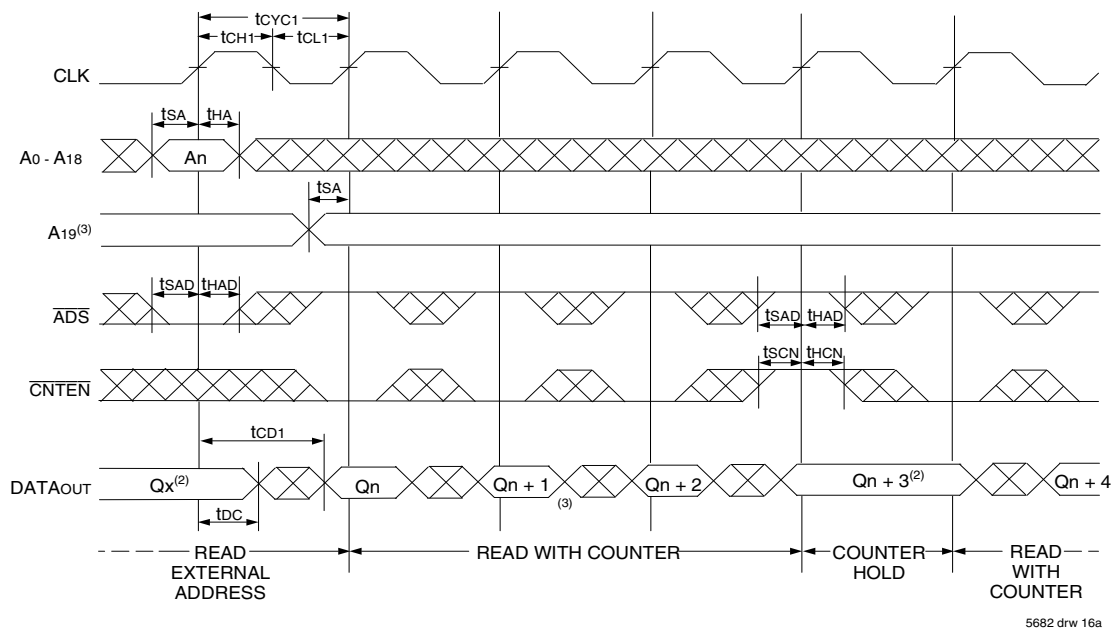 tCYC1
tCH1 tCL1
CLK
tSA tHA
A0 - A18 An
tSA
A19(3)
tSAD tHAD
ADS
tSAD tHAD
tSCN tHCN
CNTEN
tCD1
DATAOUT Qx(2) Qn Qn + 1 (3) Qn + 2 Qn + 3(2) Qn + 4
tDC
READ EXTERNAL ADDRESS
READ WITH COUNTER
COUNTER HOLD
READ WITH COUNTER
5682 drw 16a